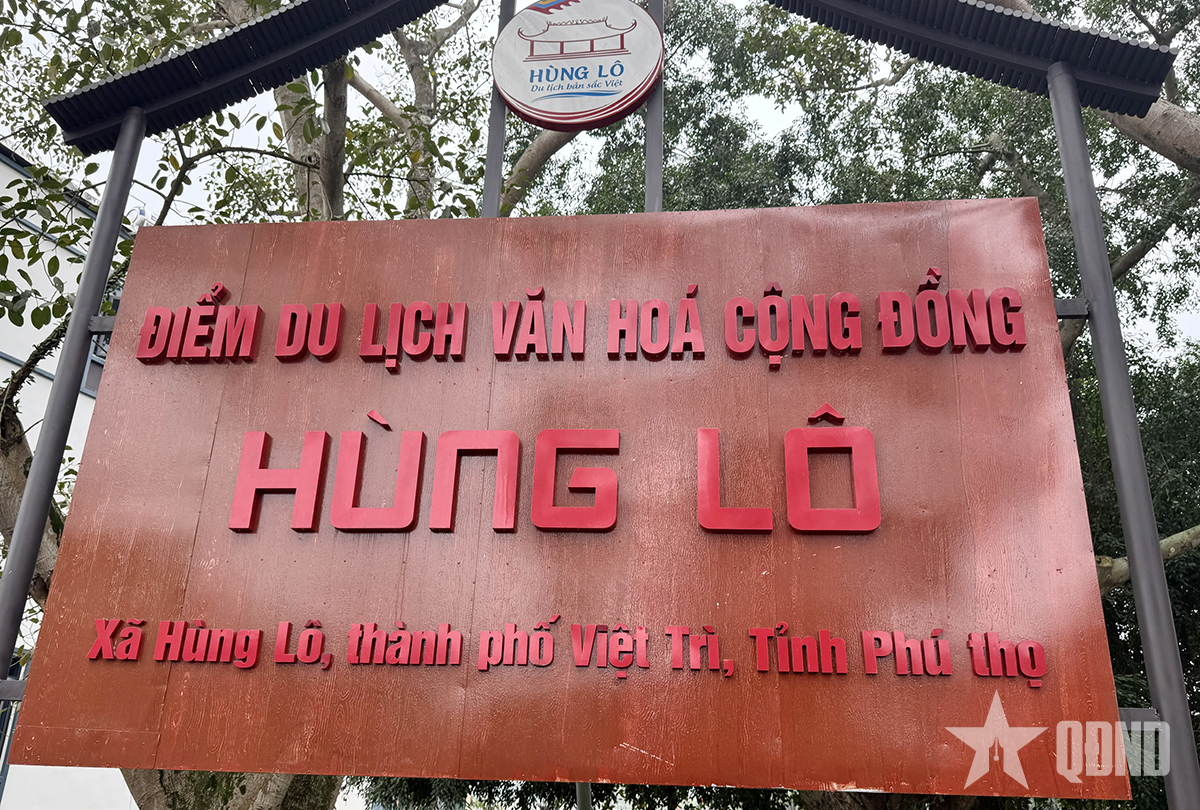 HÙNG LÔ
Du lịch bản sắc Việt
ĐIỂM DU LỊCH VĂN HOÁ CỘNG ĐỒNG
HÙNG LÔ
Xã Hùng Lô, thành phố Việt Trì, Tỉnh Phú thọ
QĐND